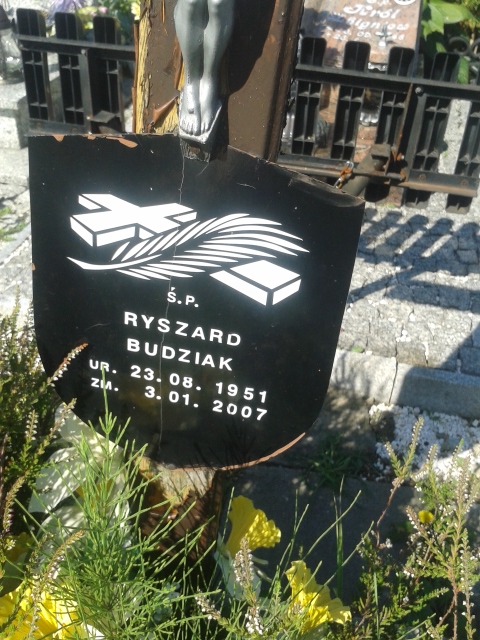 Ś.P.
RYSZARD
BUDZIAK
UR. 23.08.1951
ZM. 3.01.2007